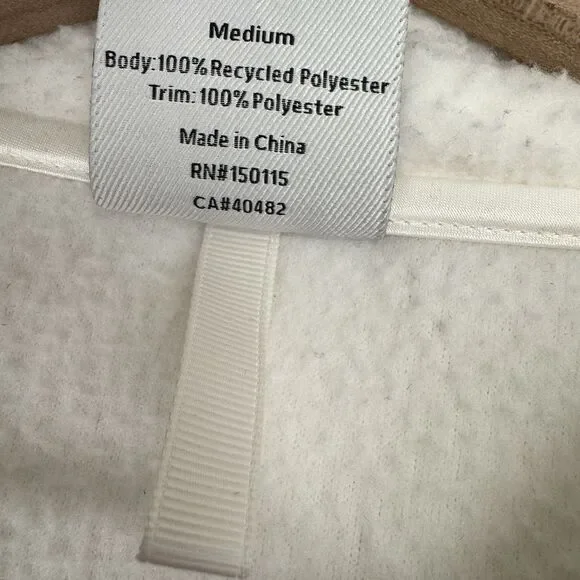 Medium
Body:100% Recycled Polyester
Trim:100% Polyester
Made in China
RN#150115
CA#40482